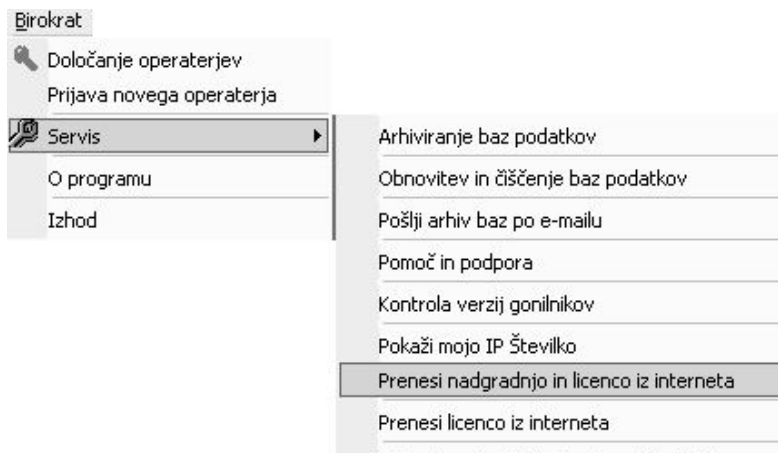 Birokrat
Določanje operaterjev
Prijava novega operaterja
Servis
O programu
Izhod
Arhiviranje baz podatkov
Obnovitev in čiščenje baz podatkov
Pošlji arhiv baz po e-mailu
Pomoč in podpora
Kontrola verzij gonilnikov
Pokaži mojo IP Številko
Prenesi nadgradnjo in licenco iz interneta
Prenesi licenco iz interneta